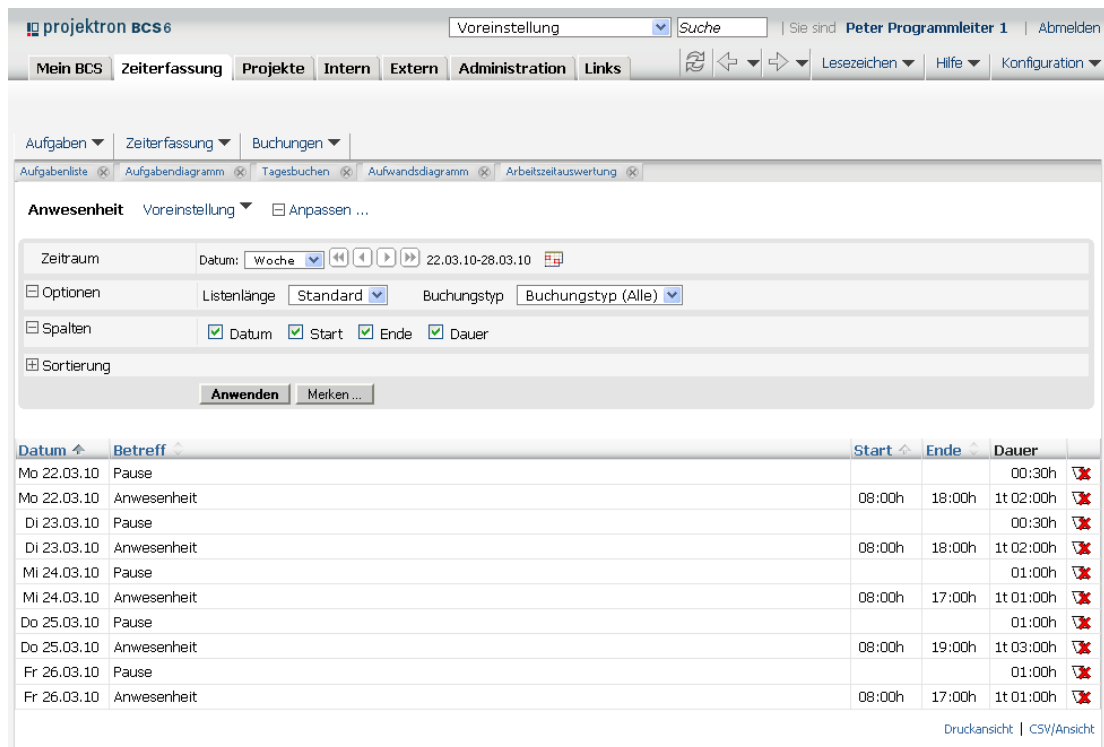 projektron BCS6 Voreinstellung Suche | Sie sind Peter Programmleiter 1 | Abmelden
Mein BCS Zeiterfassung Projekte Intern Extern Administration Links Lesezeichen Hilfe Konfiguration
Aufgaben Zeiterfassung Buchungen
Aufgabenliste Aufgabendiagramm Tagesbuchen Aufwandsdiagramm Arbeitszeitauswertung
Anwesenheit Voreinstellung Anpassen ...
Zeitraum Datum: Woche 22.03.10-28.03.10
Optionen Listenlänge Standard Buchungstyp Buchungstyp (Alle)
Spalten Datum Start Ende Dauer
Sortierung
Anwenden Merken ...
Datum Betreff Start Ende Dauer
Mo 22.03.10 Pause 00:30h
Mo 22.03.10 Anwesenheit 08:00h 18:00h 1t 02:00h
Di 23.03.10 Pause 00:30h
Di 23.03.10 Anwesenheit 08:00h 18:00h 1t 02:00h
Mi 24.03.10 Pause 01:00h
Mi 24.03.10 Anwesenheit 08:00h 17:00h 1t 01:00h
Do 25.03.10 Pause 01:00h
Do 25.03.10 Anwesenheit 08:00h 19:00h 1t 03:00h
Fr 26.03.10 Pause 01:00h
Fr 26.03.10 Anwesenheit 08:00h 17:00h 1t 01:00h
Druckansicht | CSV/Ansicht